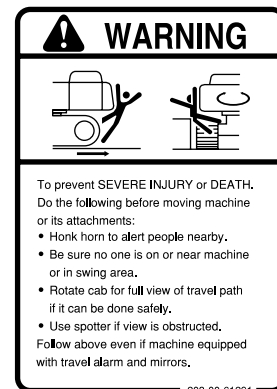 WARNING
To prevent SEVERE INJURY or DEATH.
Do the following before moving machine
or its attachments:
• Honk horn to alert people nearby.
• Be sure no one is on or near machine
or in swing area.
• Rotate cab for full view of travel path
if it can be done safely.
• Use spotter if view is obstructed.
Follow above even if machine equipped
with travel alarm and mirrors.